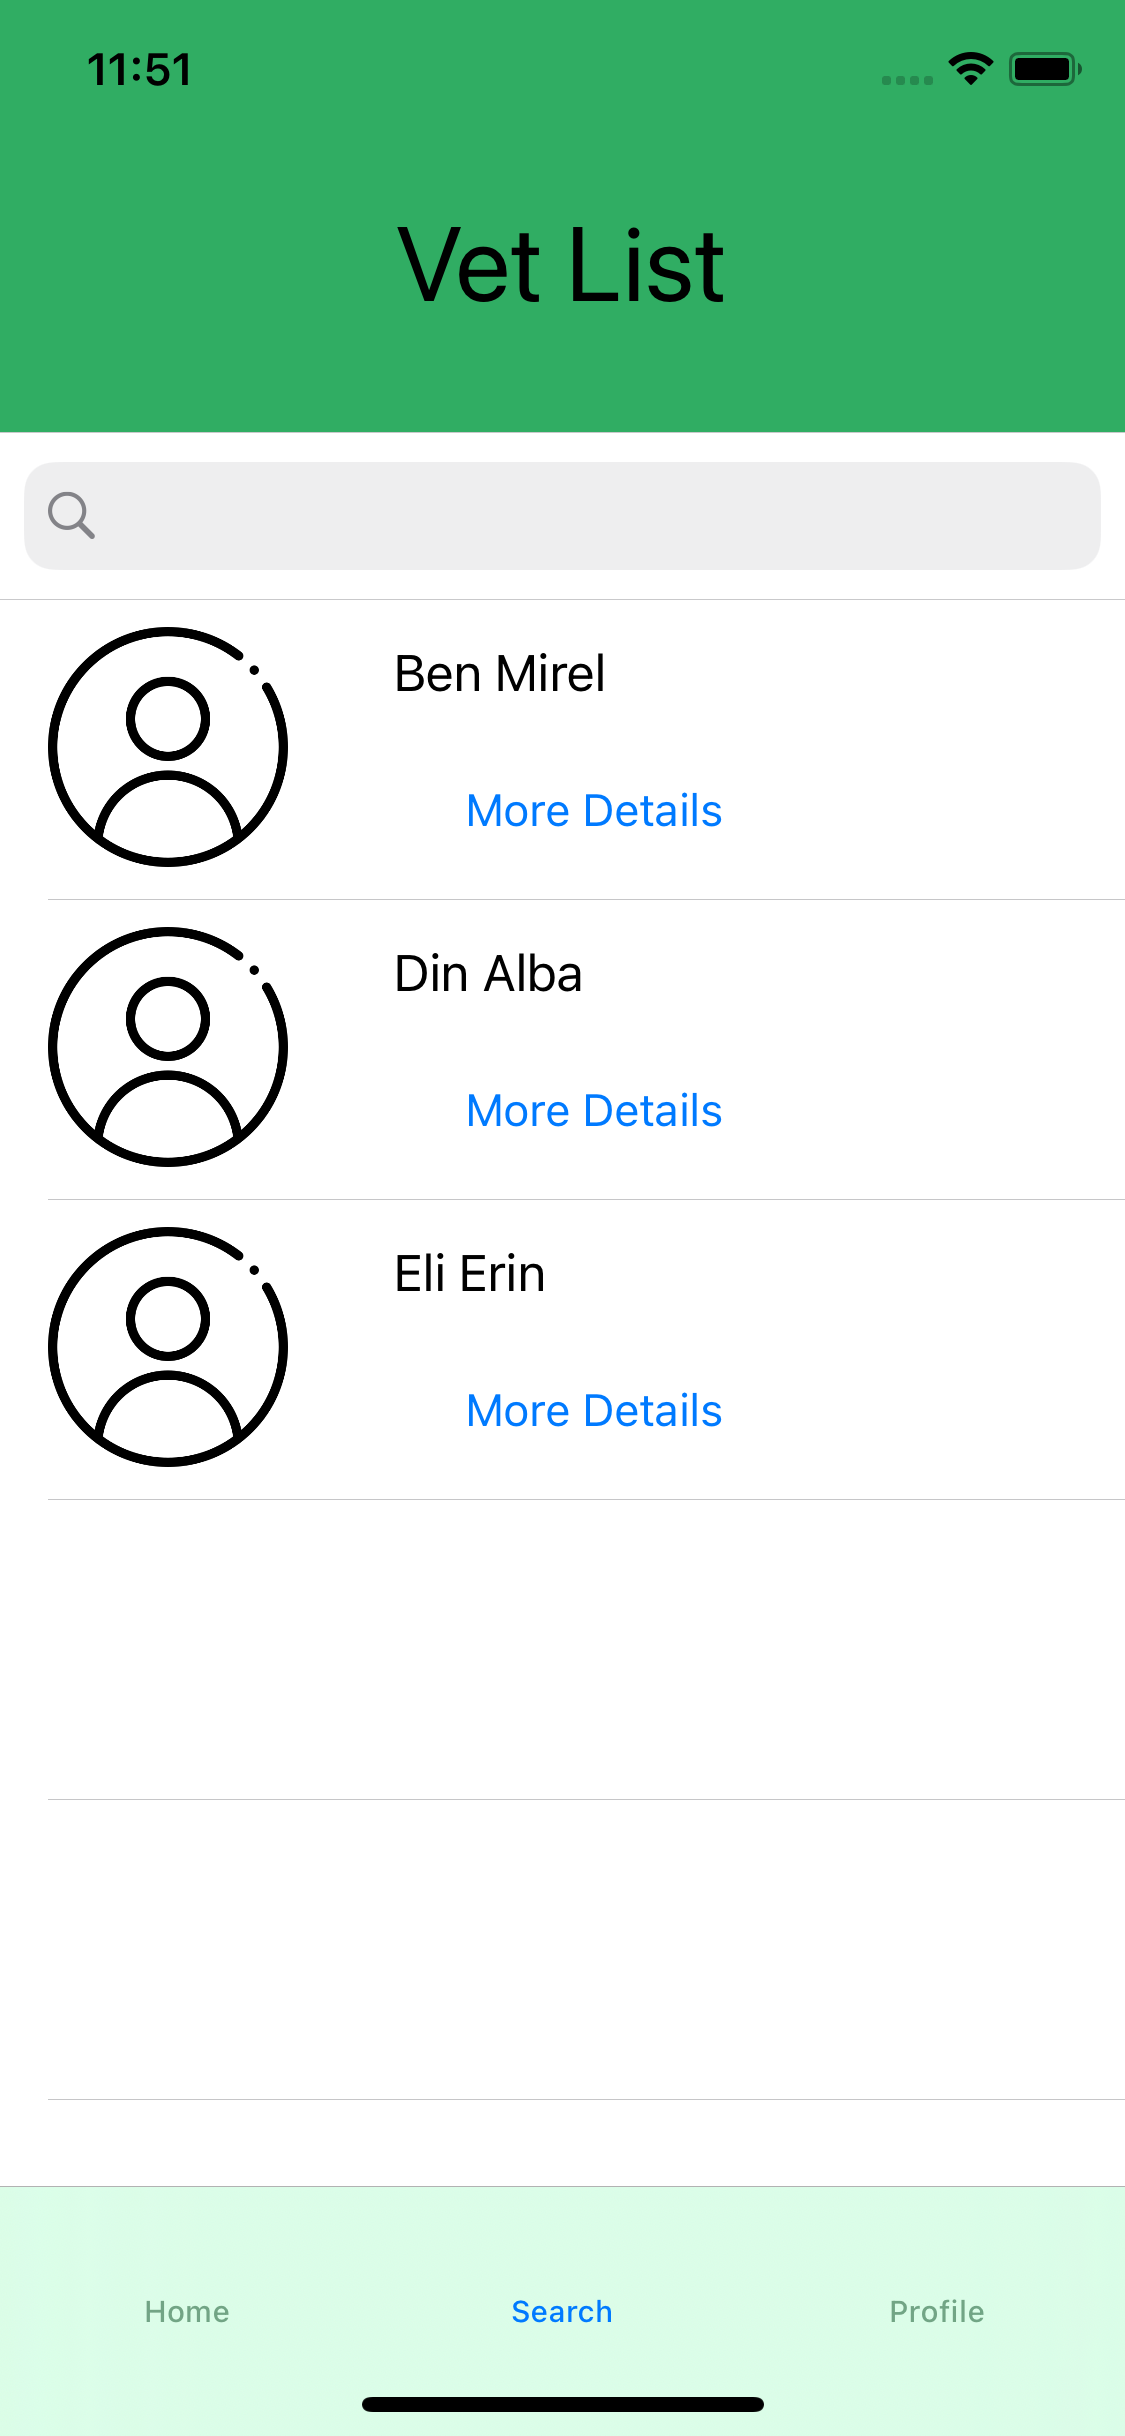 11:51
Vet List
Ben Mirel
More Details
Din Alba
More Details
Eli Erin
More Details
Home
Search
Profile